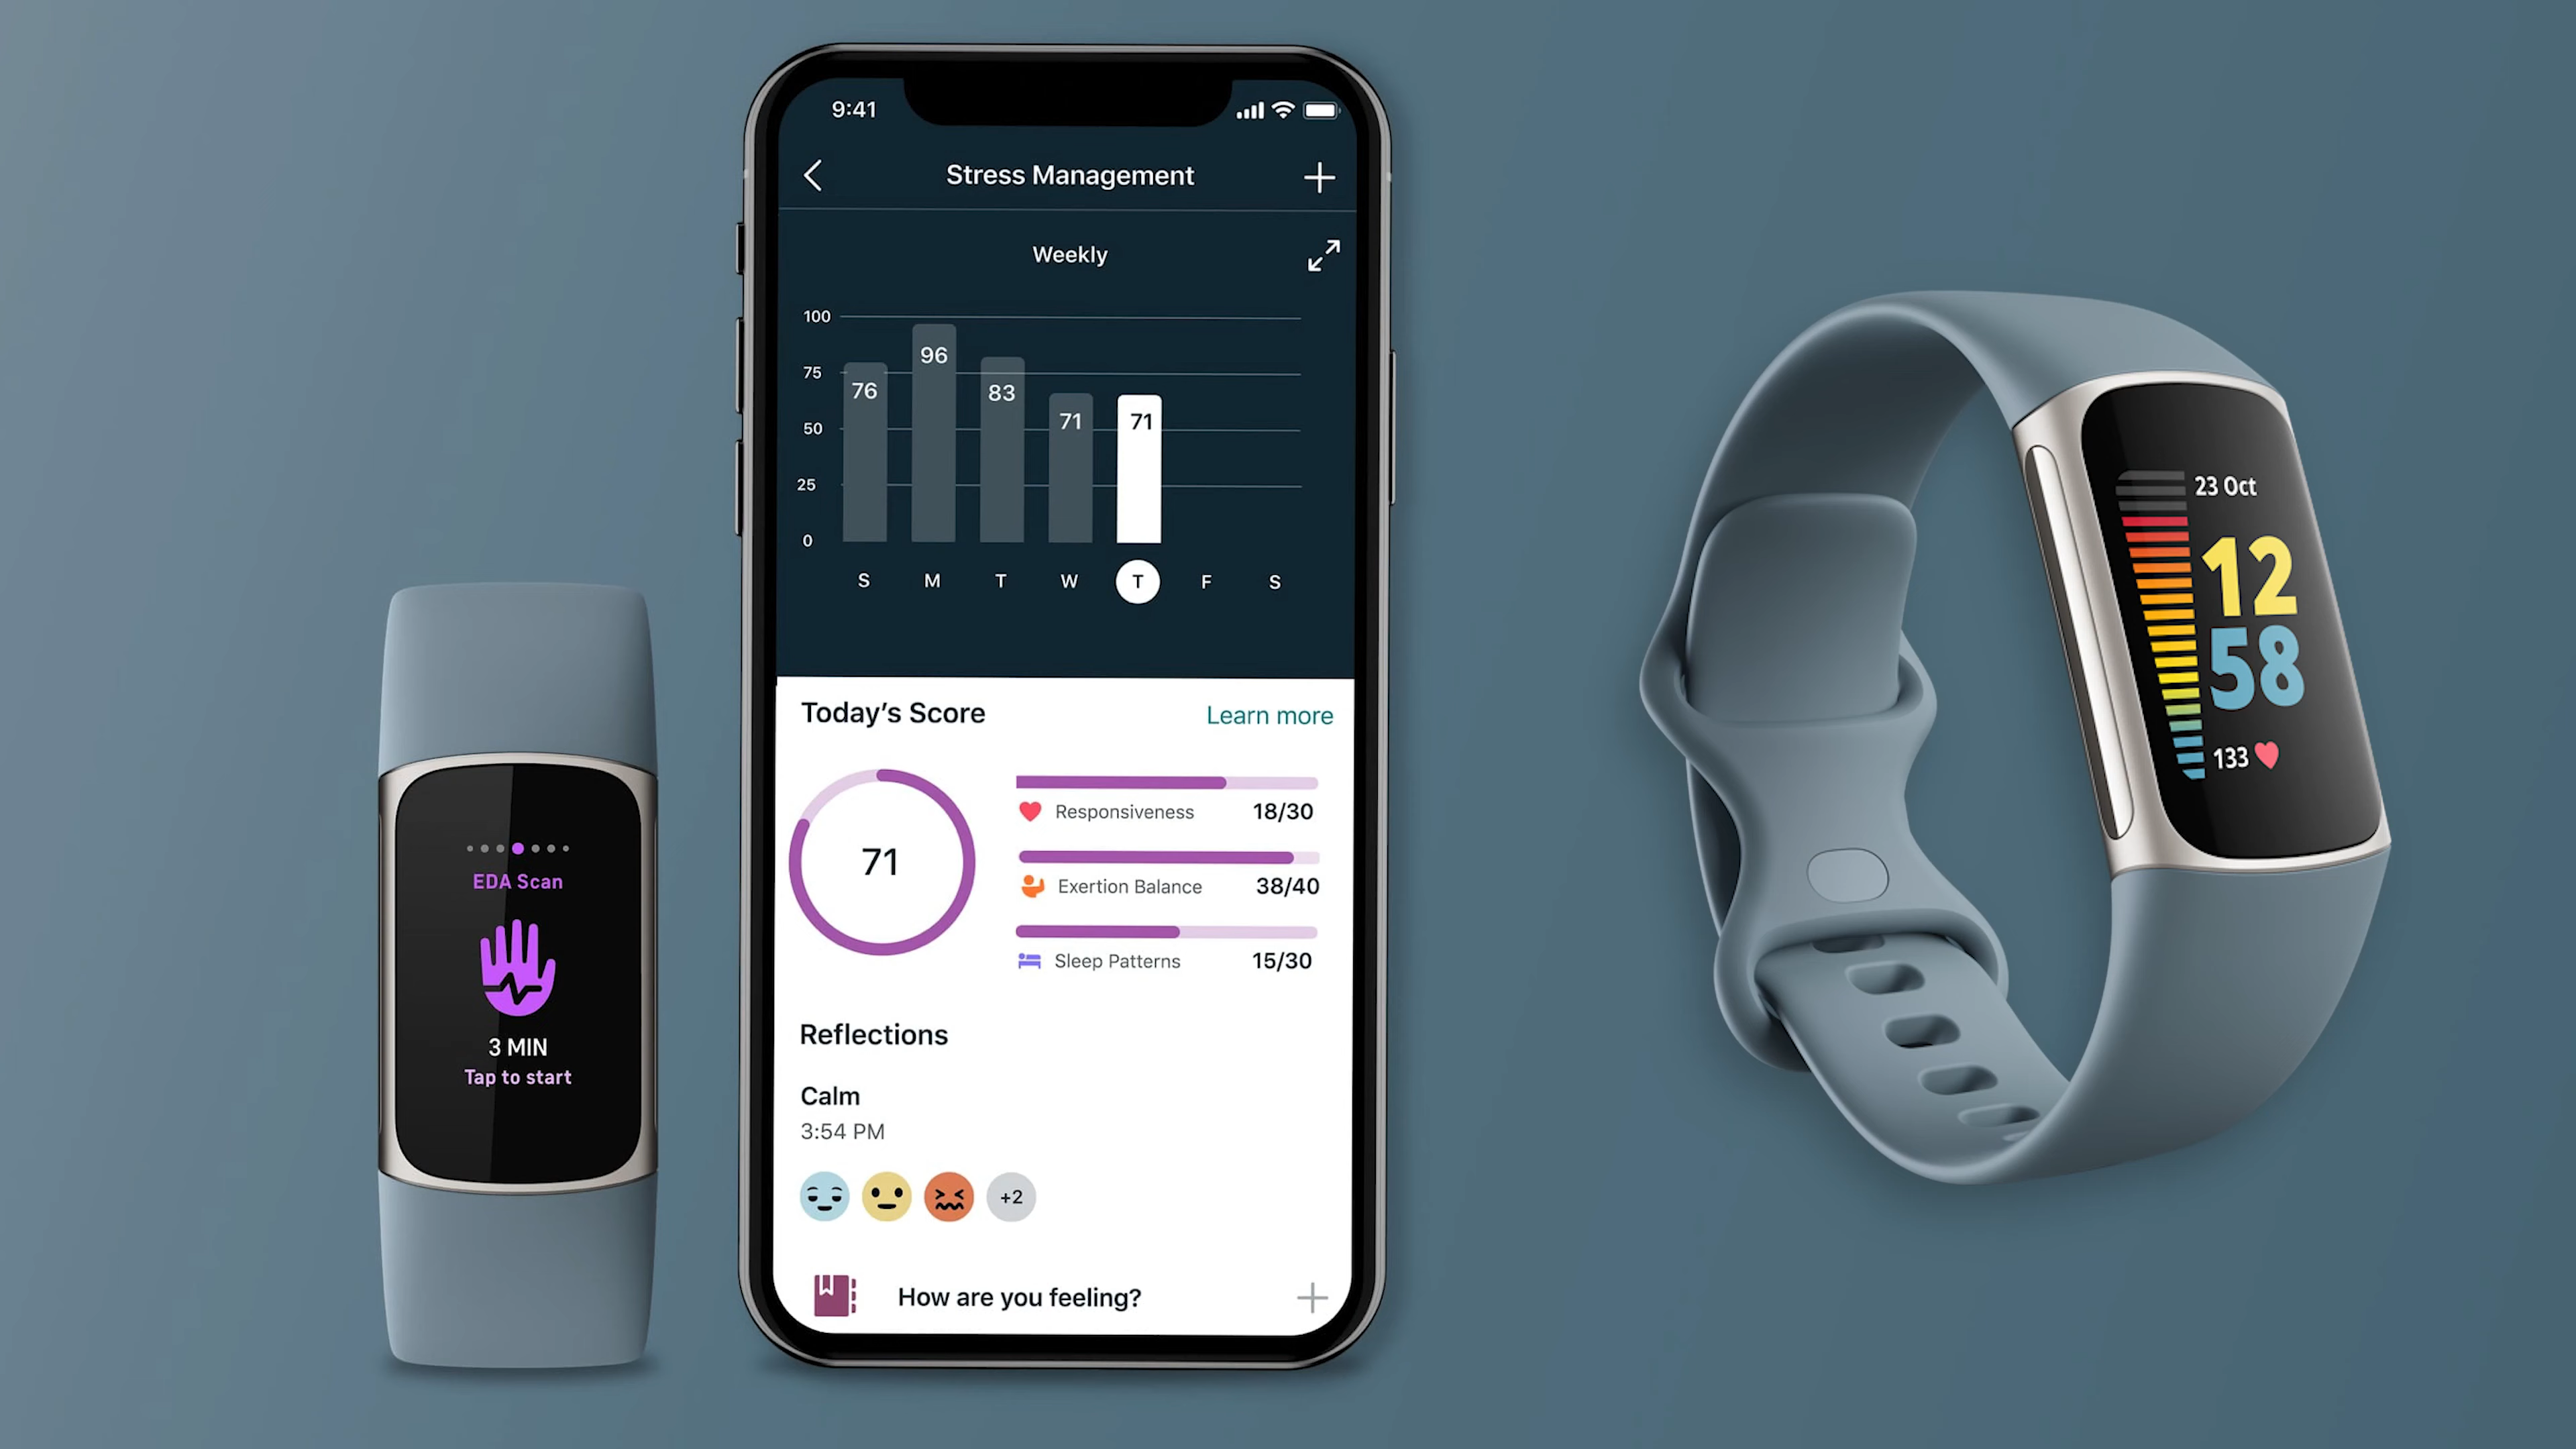 EDA Scan
3 MIN
Tap to start
9:41
Stress Management
Weekly
100
75
50
25
0
76
96
83
71
71
S M T W T F S
Today's Score
Learn more
71
Responsiveness 18/30
Exertion Balance 38/40
Sleep Patterns 15/30
Reflections
Calm
3:54 PM
+2
How are you feeling?
23 Oct
12
58
133